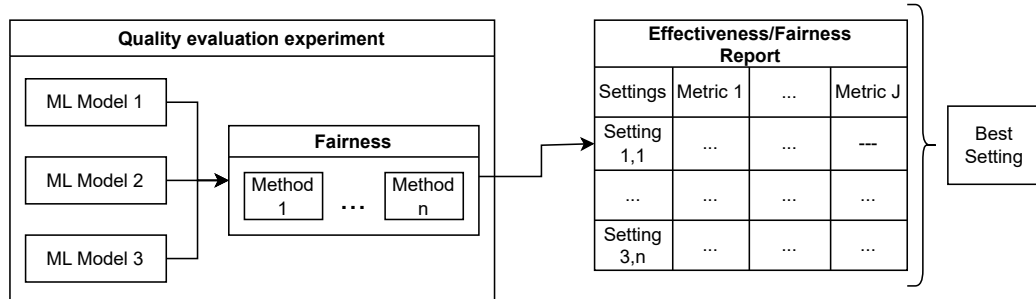 Quality evaluation experiment
ML Model 1
ML Model 2
ML Model 3
Fairness
Method
1
...
Method
n
Effectiveness/Fairness
Report
Settings Metric 1 ... Metric J
Setting
1,1
... ... ---
... ... ... ...
Setting
3,n
... ... ...
Best
Setting